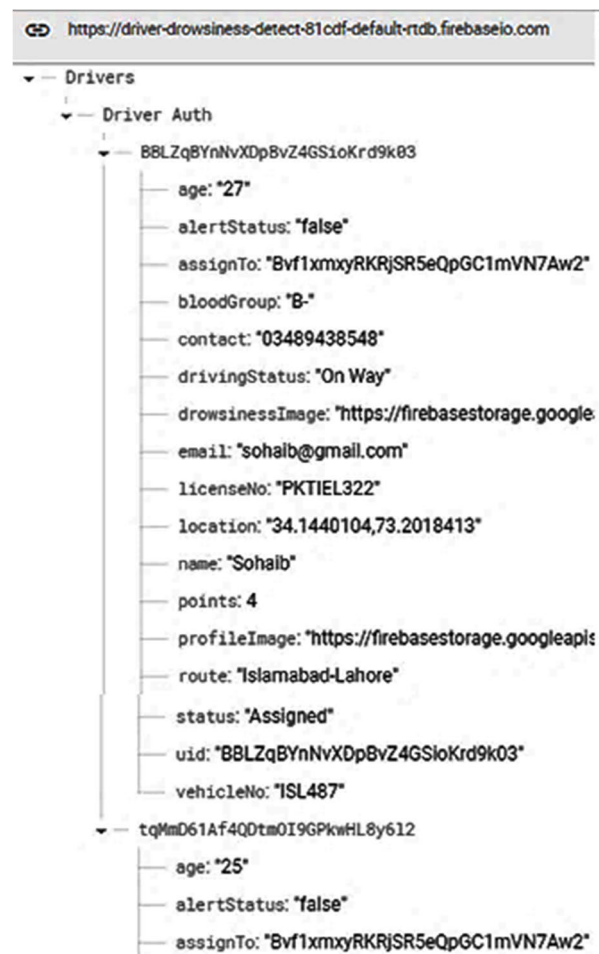 https://driver-drowsiness-detect-81cdf-default-rtdb.firebaseio.com
Drivers
Driver Auth
BBLZqBYnNvXDpBvZ4GSioKrd9k03
age: "27"
alertStatus: "false"
assignTo: "Bvf1xmxyRKRjSR5eQpGC1mVN7Aw2"
bloodGroup: "B-"
contact: "03489438548"
drivingStatus: "On Way"
drowsinessImage: "https://firebasestorage.google
email: "sohaib@gmail.com"
licenseNo: "PKTIEL322"
location: "34.1440104,73.2018413"
name: "Sohaib"
points: 4
profileImage: "https://firebasestorage.googleapis
route: "Islamabad-Lahore"
status: "Assigned"
uid: "BBLZqBYnNvXDpBvZ4GSioKrd9k03"
vehicleNo: "ISL487"
tqMmD61Af4QDtmOI9GPkwHL8y612
age: "25"
alertStatus: "false"
assignTo: "Bvf1xmxyRKRjSR5eQpGC1mVN7Aw2"